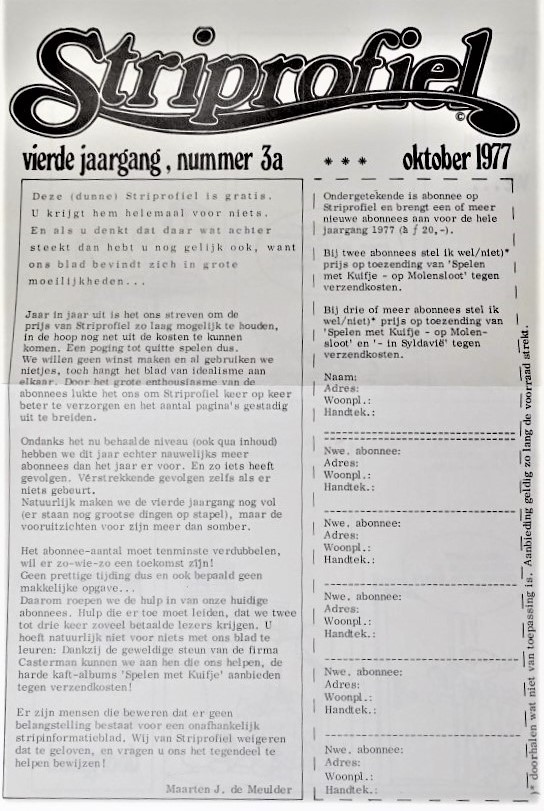 Striprofiel
©
vierde jaargang, nummer 3a
* * *
oktober 1977
Deze (dunne) Striprofiel is gratis.
U krijgt hem helemaal voor niets.
En als u denkt dat daar wat achter
steekt dan hebt u nog gelijk ook, want
ons blad bevindt zich in grote
moeilijkheden...
Jaar in jaar uit is het ons streven om de
prijs van Striprofiel zo laag mogelijk te houden,
in de hoop nog net uit de kosten te kunnen
komen. Een poging tot quitte spelen dus.
We willen geen winst maken en al gebruiken we
nietjes, toch hangt het blad van idealisme aan
elkaar. Door het grote enthousiasme van de
abonnees lukte het ons om Striprofiel keer op keer
beter te verzorgen en het aantal pagina's gestadig
uit te breiden.
Ondanks het nu behaalde niveau (ook qua inhoud)
hebben we dit jaar echter nauwelijks meer
abonnees dan het jaar er voor. En zo iets heeft
gevolgen. Vérstrekkende gevolgen zelfs als er
niets gebeurt.
Natuurlijk maken we de vierde jaargang nog vol
(er staan nog grootse dingen op stapel), maar de
vooruitzichten voor zijn meer dan somber.
Het abonnee-aantal moet tenminste verdubbelen,
wil er zo-wie-zo een toekomst zijn!
Geen prettige tijding dus en ook bepaald geen
makkelijke opgave...
Daarom roepen we de hulp in van onze huidige
abonnees. Hulp die er toe moet leiden, dat we twee
tot drie keer zoveel betaalde lezers krijgen. U
hoeft natuurlijk niet voor niets met ons blad te
leuren: Dankzij de geweldige steun van de firma
Casterman kunnen we aan hen die ons helpen, de
harde kaft-albums 'Spelen met Kuifje' aanbieden
tegen verzendkosten!
Er zijn mensen die beweren dat er geen
belangstelling bestaat voor een onafhankelijk
stripinformatieblad. Wij van Striprofiel weigeren
dat te geloven, en vragen u ons het tegendeel te
helpen bewijzen!
Maarten J. de Meulder
Ondergetekende is abonnee op
Striprofiel en brengt een of meer
nieuwe abonnees aan voor de hele
jaargang 1977 (à ƒ 20,-).
Bij twee abonnees stel ik wel/niet)*
prijs op toezending van 'Spelen
met Kuifje - op Molensloot' tegen
verzendkosten.
Bij drie of meer abonnees stel ik
wel/niet)* prijs op toezending van
'Spelen met Kuifje - op Molen-
sloot' en '- in Syldavië' tegen
verzendkosten.
Naam:
Adres:
Woonpl.:
Handtek.:
Nwe. abonnee:
Adres:
Woonpl.:
Handtek.:
Nwe. abonnee:
Adres:
Woonpl.:
Handtek.:
Nwe. abonnee:
Adres:
Woonpl.:
Handtek.:
Nwe. abonnee:
Adres:
Woonpl.:
Handtek.:
Nwe. abonnee:
Adres:
Woonpl.:
Handtek.:
)* doorhalen wat niet van toepassing is. Aanbieding geldig zo lang de voorraad strekt.